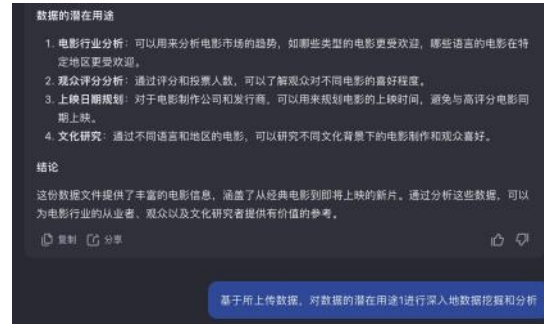 数据的潜在用途
1. 电影行业分析：可以用来分析电影市场的趋势，如哪些类型的电影更受欢迎，哪些语言的电影在特
定地区更受欢迎。
2. 观众评分分析：通过评分和投票人数，可以了解观众对不同电影的喜好程度。
3. 上映日期规划：对于电影制作公司和发行商，可以用来规划电影的上映时间，避免与高评分电影同
期上映。
4. 文化研究：通过不同语言和地区的电影，可以研究不同文化背景下的电影制作和观众喜好。
结论
这份数据文件提供了丰富的电影信息，涵盖了从经典电影到即将上映的新片。通过分析这些数据，可以
为电影行业的从业者、观众以及文化研究者提供有价值的参考。
复制 分享
基于所上传数据，对数据的潜在用途1进行深入地数据挖掘和分析